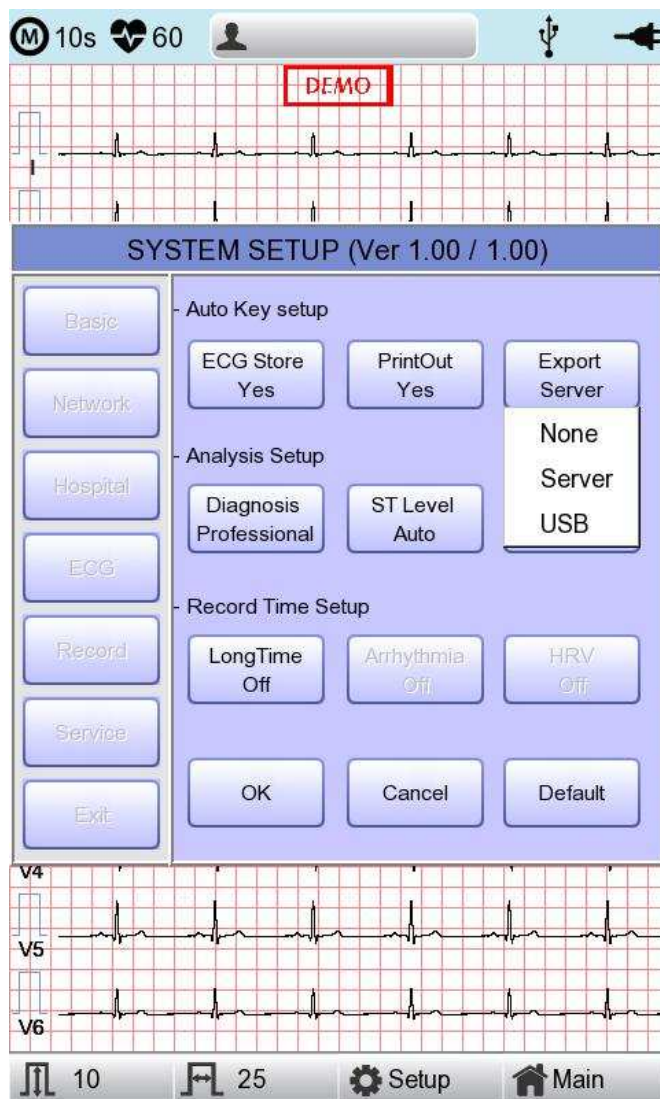 M 10s 60
DEMO
I
SYSTEM SETUP (Ver 1.00 / 1.00)
Basic
Network
Hospital
ECG
Record
Service
Exit
- Auto Key setup
ECG Store
Yes
PrintOut
Yes
Export
Server
None
Server
USB
- Analysis Setup
Diagnosis
Professional
ST Level
Auto
- Record Time Setup
LongTime
Off
Arrhythmia
Off
HRV
Off
OK
Cancel
Default
V4
V5
V6
10
25
Setup
Main